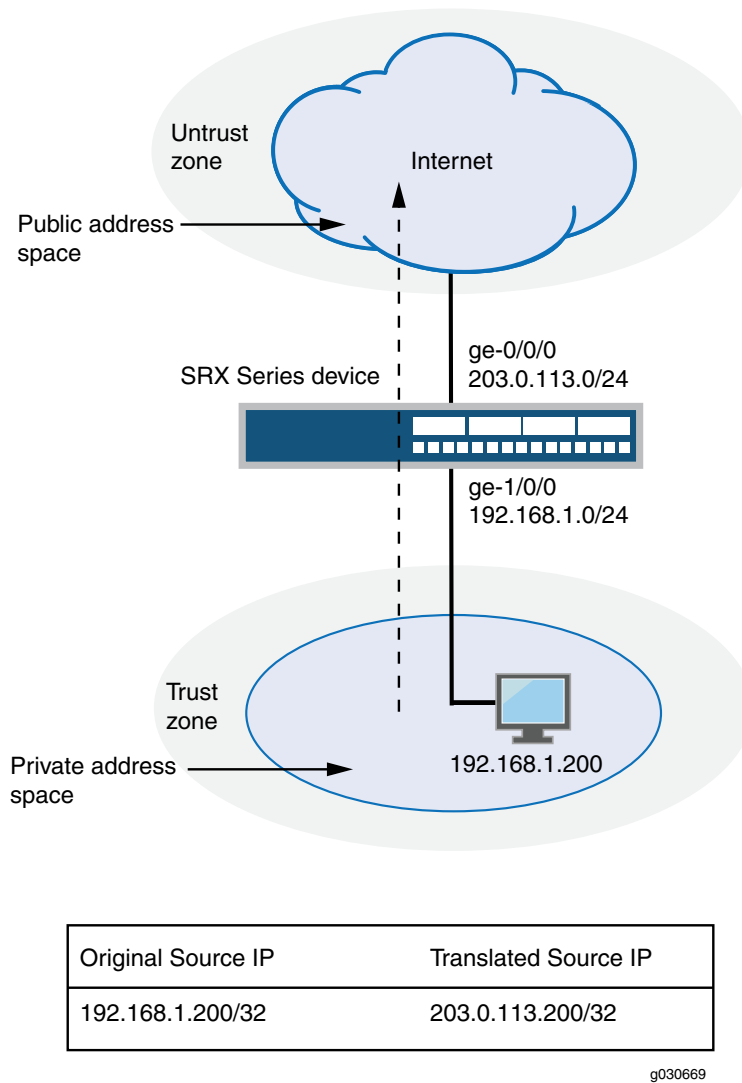 Untrust
zone
Internet
Public address
space
ge-0/0/0
203.0.113.0/24
SRX Series device
ge-1/0/0
192.168.1.0/24
Trust
zone
192.168.1.200
Private address
space
Original Source IP Translated Source IP
192.168.1.200/32 203.0.113.200/32
g030669